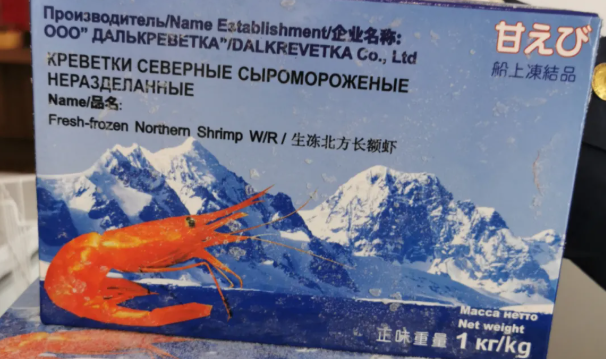 Производитель/Name Establishment/企业名称:
ООО" ДАЛЬКРЕВЕТКА"/DALKREVETKA Co., Ltd
КРЕВЕТКИ СЕВЕРНЫЕ СЫРОМОРОЖЕНЫЕ
НЕРАЗДЕЛАННЫЕ
Name/品名:
Fresh-frozen Northern Shrimp W/R / 生冻北方长额虾
甘えび
船上凍結品
Масса нетто
Net weight
正味重量 1 кг/kg